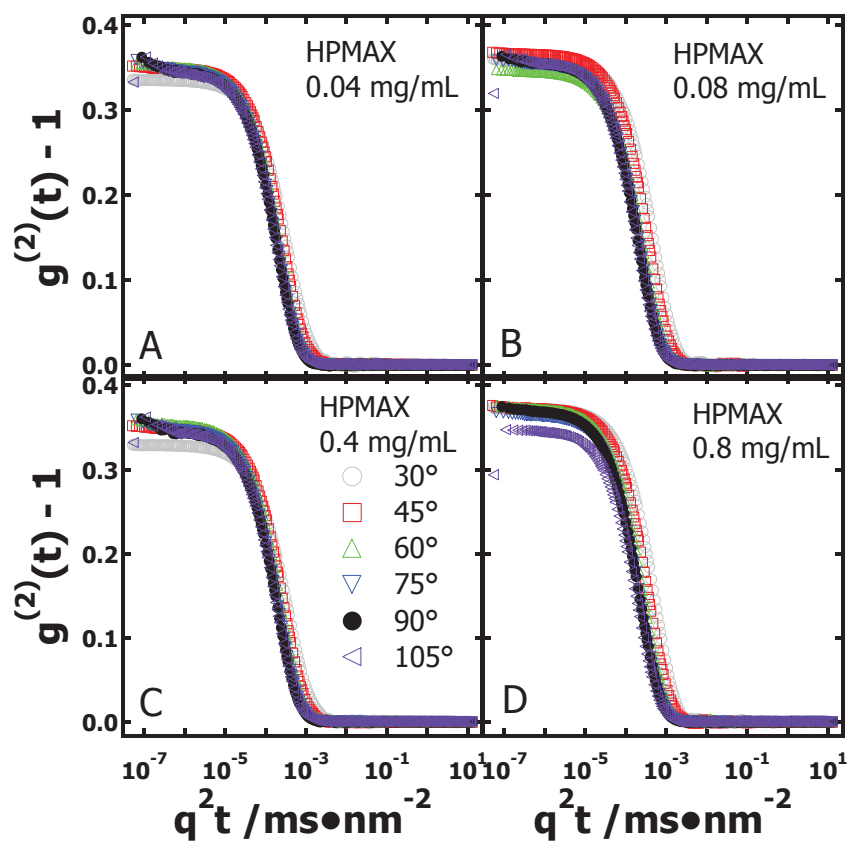 0.4
0.3
0.2
0.1
0.0
g(2)(t) - 1
HPMAX
0.04 mg/mL
A
HPMAX
0.08 mg/mL
B
0.4
0.3
0.2
0.1
0.0
g(2)(t) - 1
HPMAX
0.4 mg/mL
30°
45°
60°
75°
90°
105°
C
HPMAX
0.8 mg/mL
D
10-7 10-5 10-3 10-1 101
10-7 10-5 10-3 10-1 101
q2t /ms•nm-2
q2t /ms•nm-2